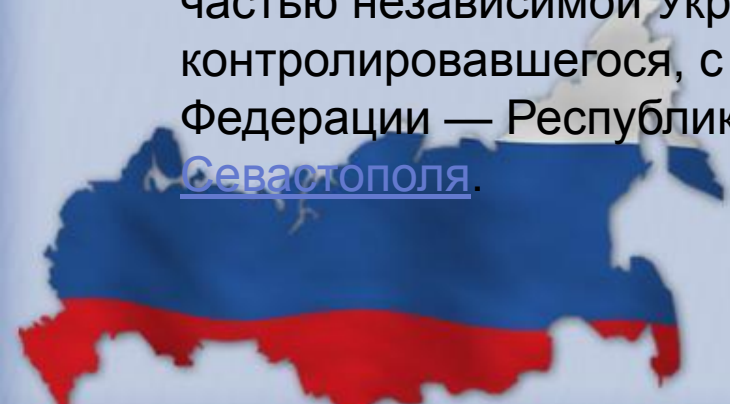 частью независимой Укр
контролировавшегося, с
Федерации — Республик
Севастополя.